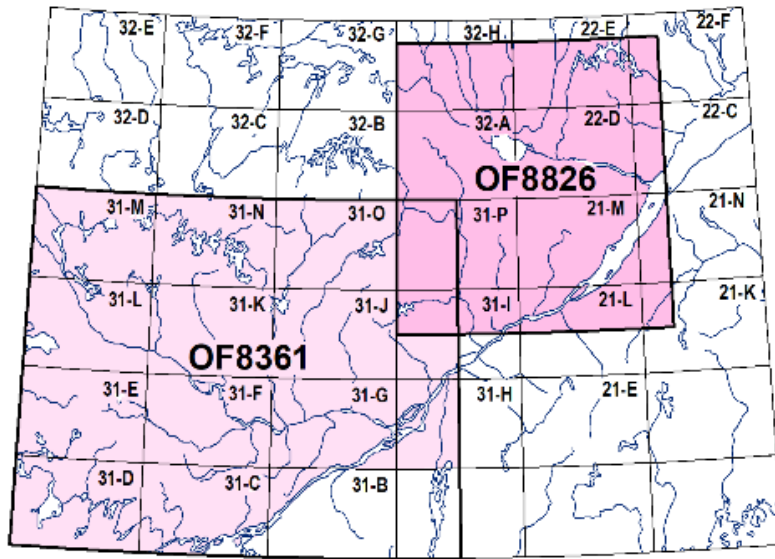 32-E
32-F
32-G
32-H
22-E
22-F
32-D
32-C
32-B
32-A
22-D
22-C
OF8826
31-M
31-N
31-O
31-P
21-M
21-N
31-L
31-K
31-J
31-I
21-L
21-K
OF8361
31-E
31-F
31-G
31-H
21-E
31-D
31-C
31-B